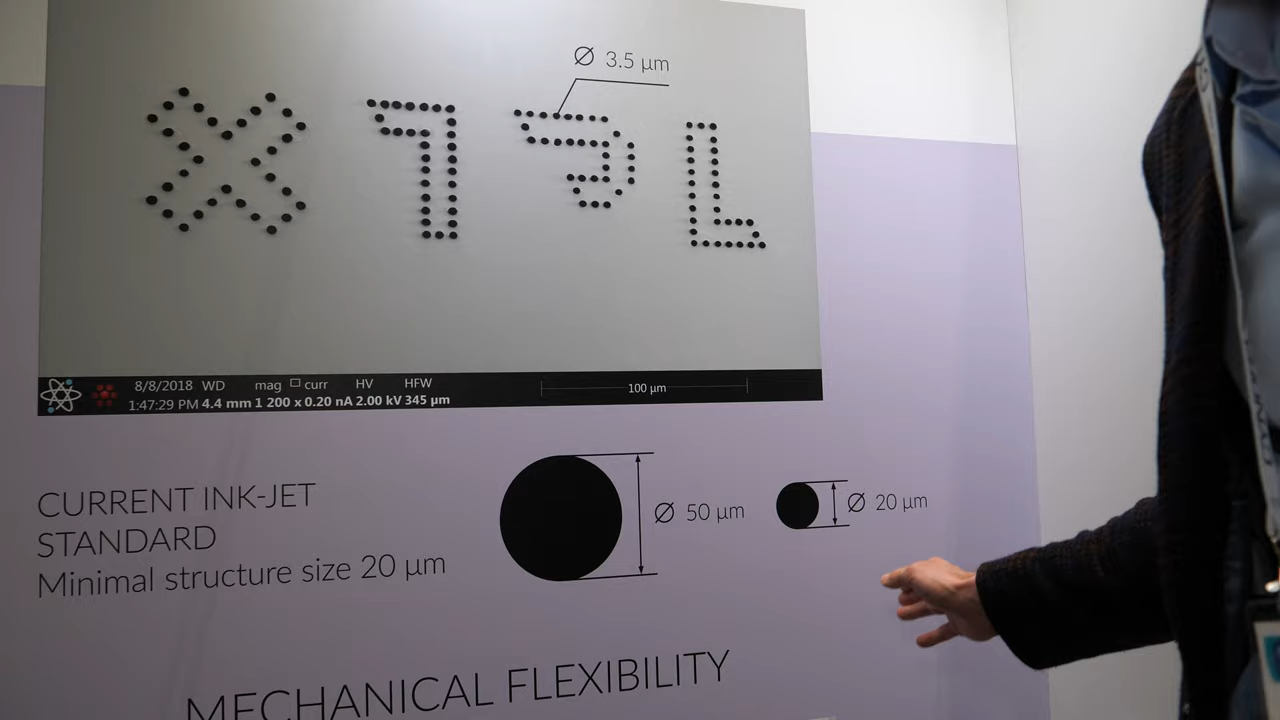 Ø 3.5 µm
8/8/2018 WD mag curr HV HFW
1:47:29 PM 4.4 mm 1 200 x 0.20 nA 2.00 kV 345 µm
100 µm
CURRENT INK-JET
STANDARD
Minimal structure size 20 µm
Ø 50 µm
Ø 20 µm
MECHANICAL FLEXIBILITY